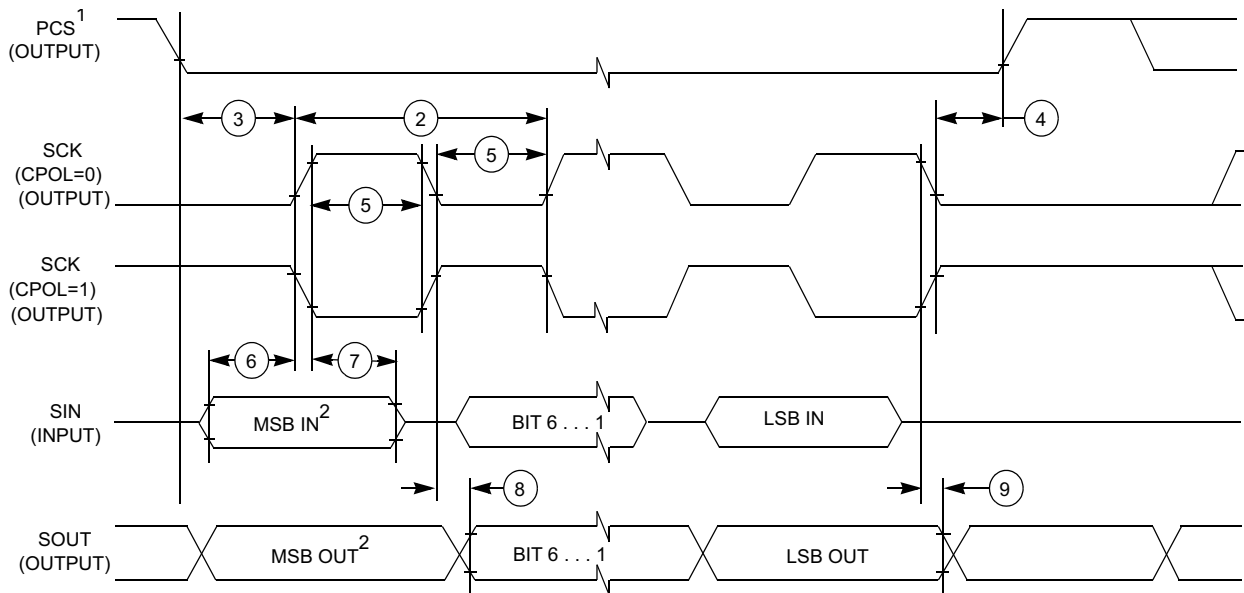 PCS1
(OUTPUT)
3
2
4
SCK
(CPOL=0)
(OUTPUT)
5
5
SCK
(CPOL=1)
(OUTPUT)
6
7
SIN
(INPUT)
MSB IN2
BIT 6 . . . 1
LSB IN
8
9
SOUT
(OUTPUT)
MSB OUT2
BIT 6 . . . 1
LSB OUT